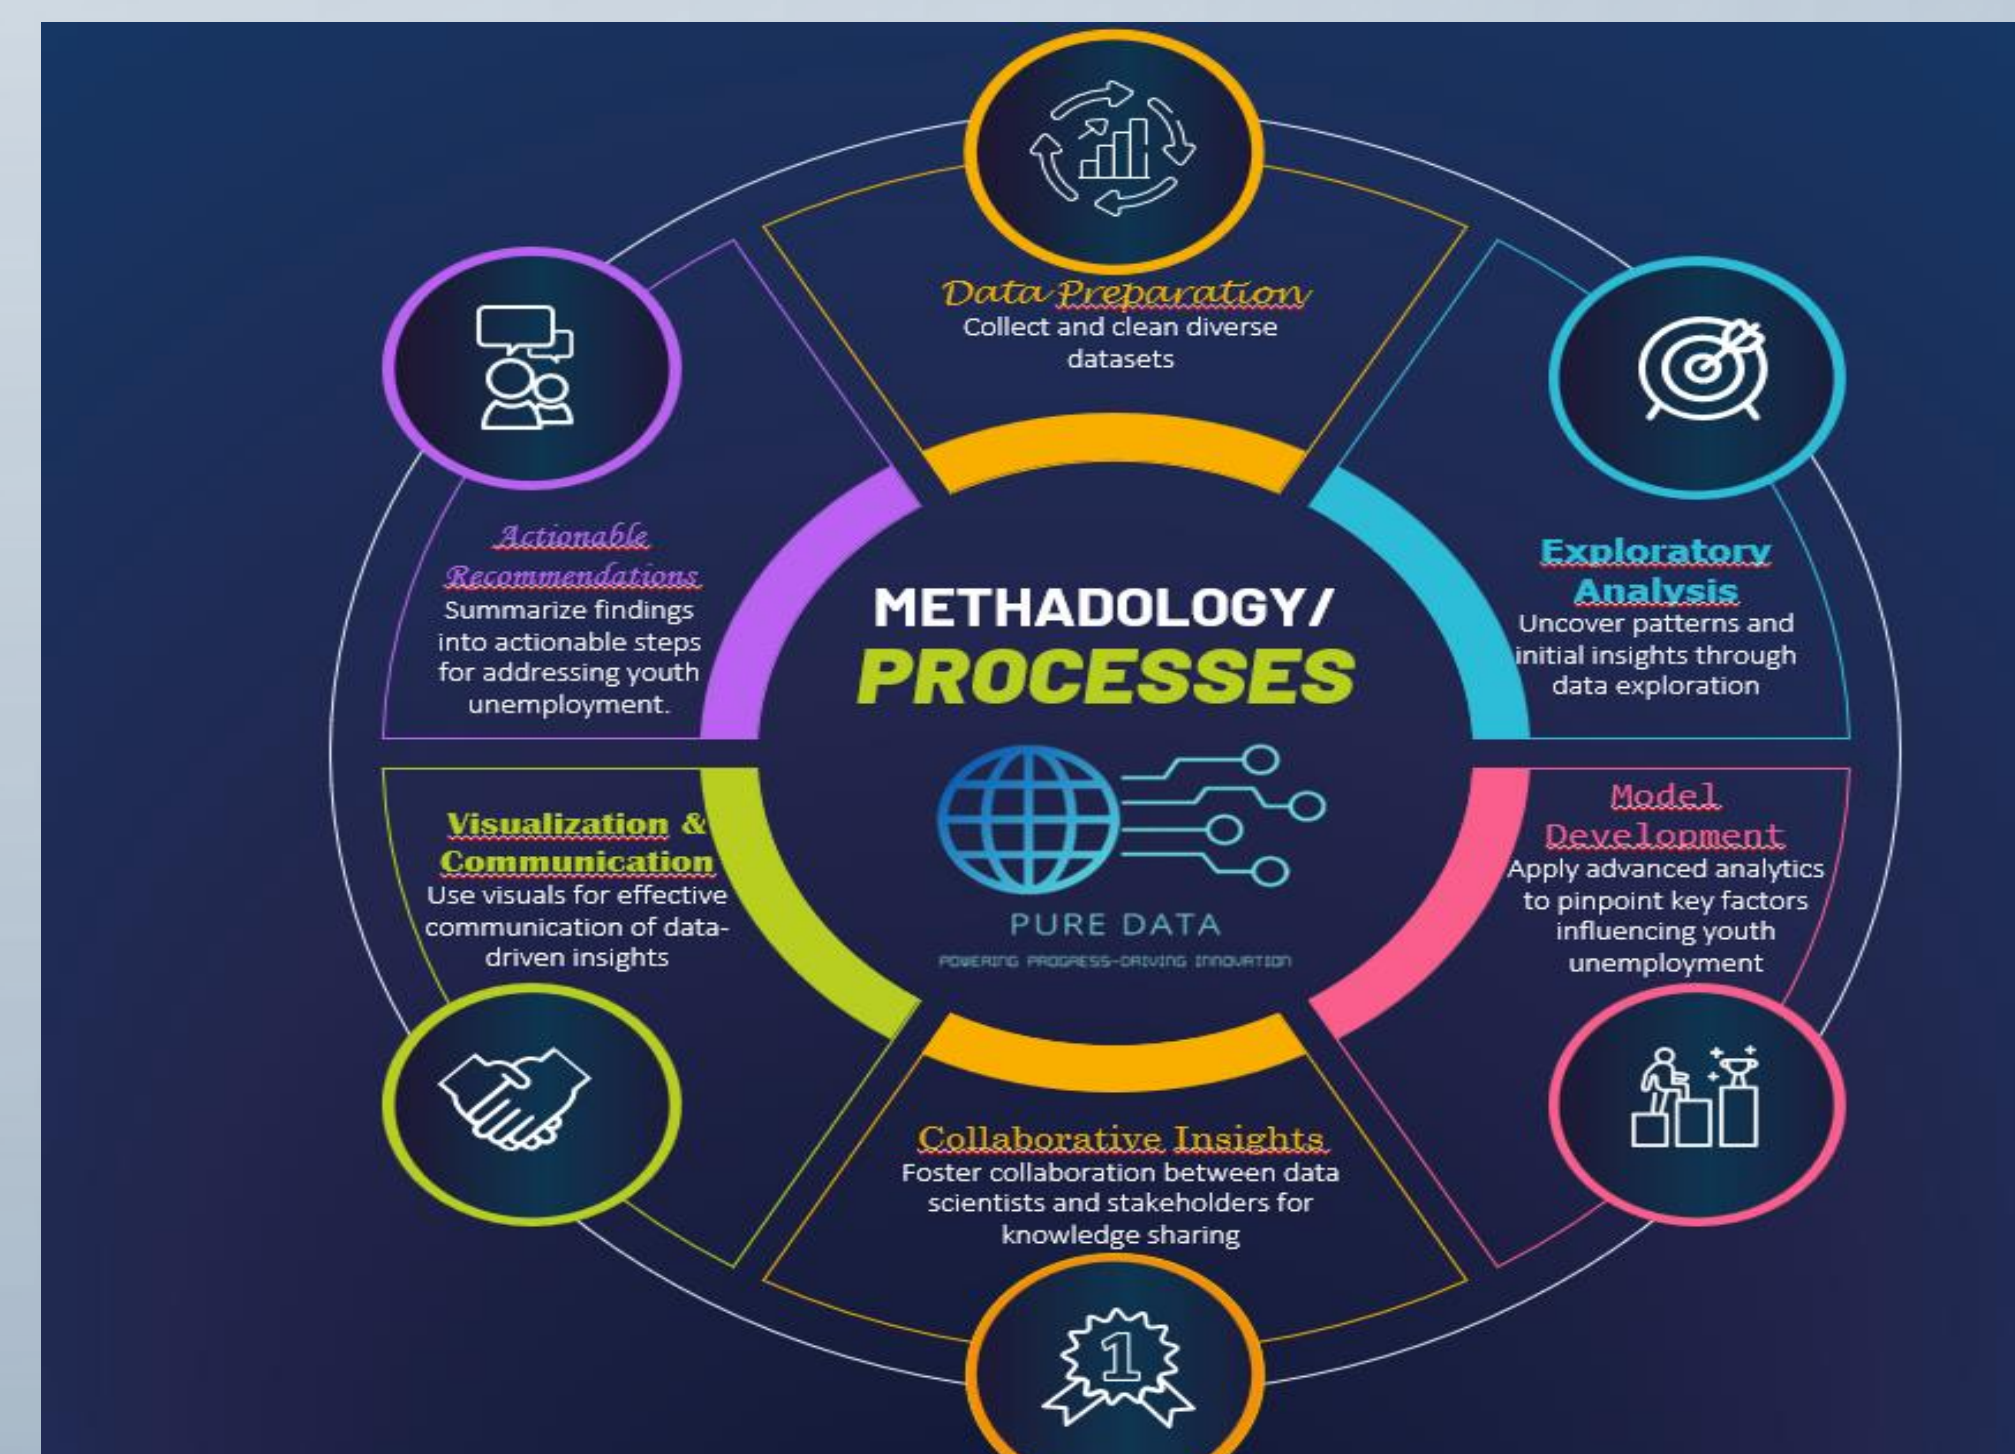 Data Preparation
Collect and clean diverse
datasets
Exploratory
Analysis
Uncover patterns and
initial insights through
data exploration
Model
Development
Apply advanced analytics
to pinpoint key factors
influencing youth
unemployment
Collaborative Insights
Foster collaboration between data
scientists and stakeholders for
knowledge sharing
1
Visualization &
Communication
Use visuals for effective
communication of data-
driven insights
Actionable
Recommendations
Summarize findings
into actionable steps
for addressing youth
unemployment.
METHADOLOGY/
PROCESSES
PURE DATA
POWERING PROGRESS-DRIVING INNOVATION